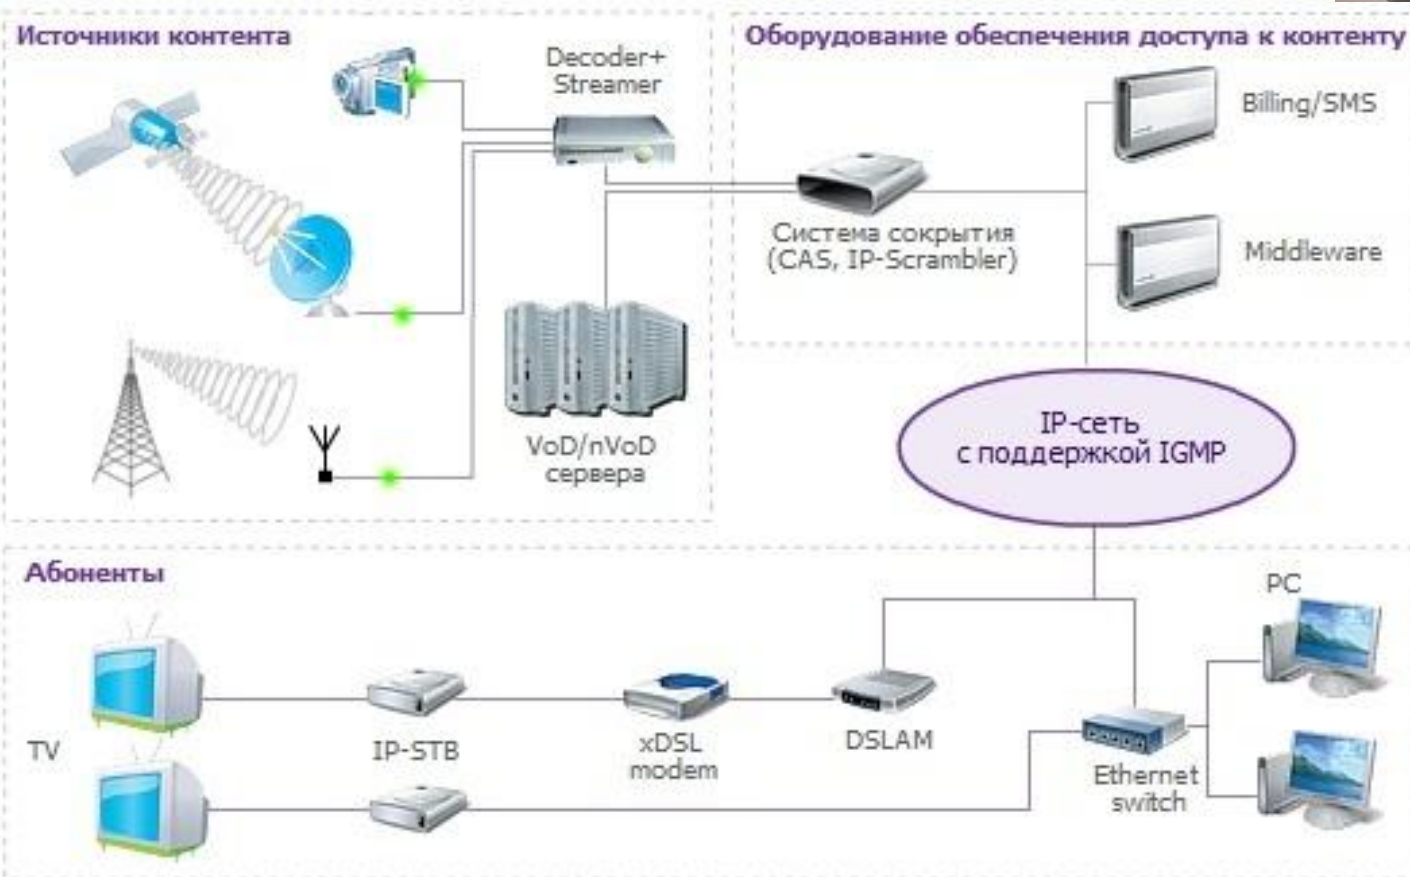 Источники контента
Decoder+
Streamer
VoD/nVoD
сервера
Оборудование обеспечения доступа к контенту
Billing/SMS
Система сокрытия
(CAS, IP-Scrambler)
Middleware
IP-сеть
с поддержкой IGMP
Абоненты
PC
TV
IP-STB
xDSL
modem
DSLAM
Ethernet
switch